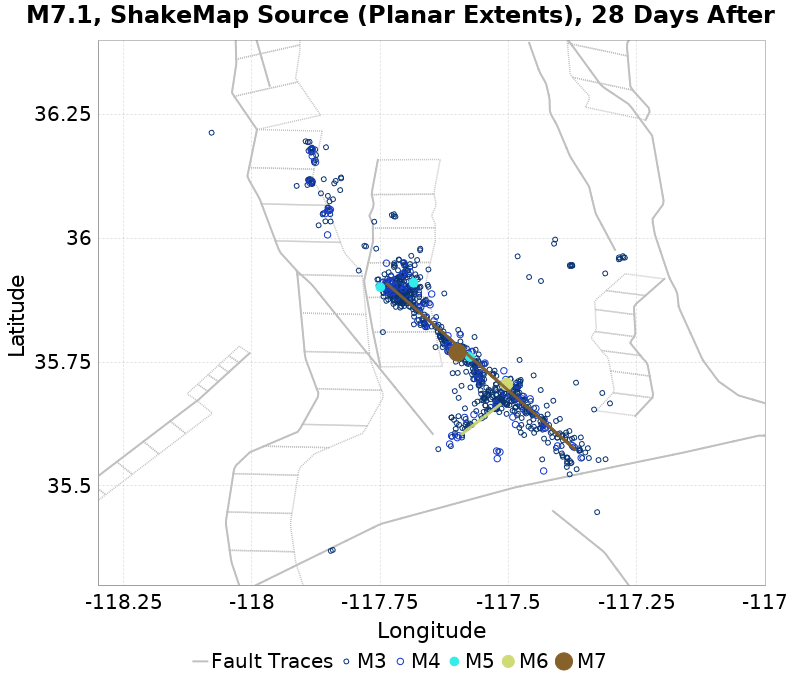 M7.1, ShakeMap Source (Planar Extents), 28 Days After
36.25
36
35.75
35.5
Latitude
-118.25 -118 -117.75 -117.5 -117.25 -117
Longitude
Fault Traces M3 M4 M5 M6 M7